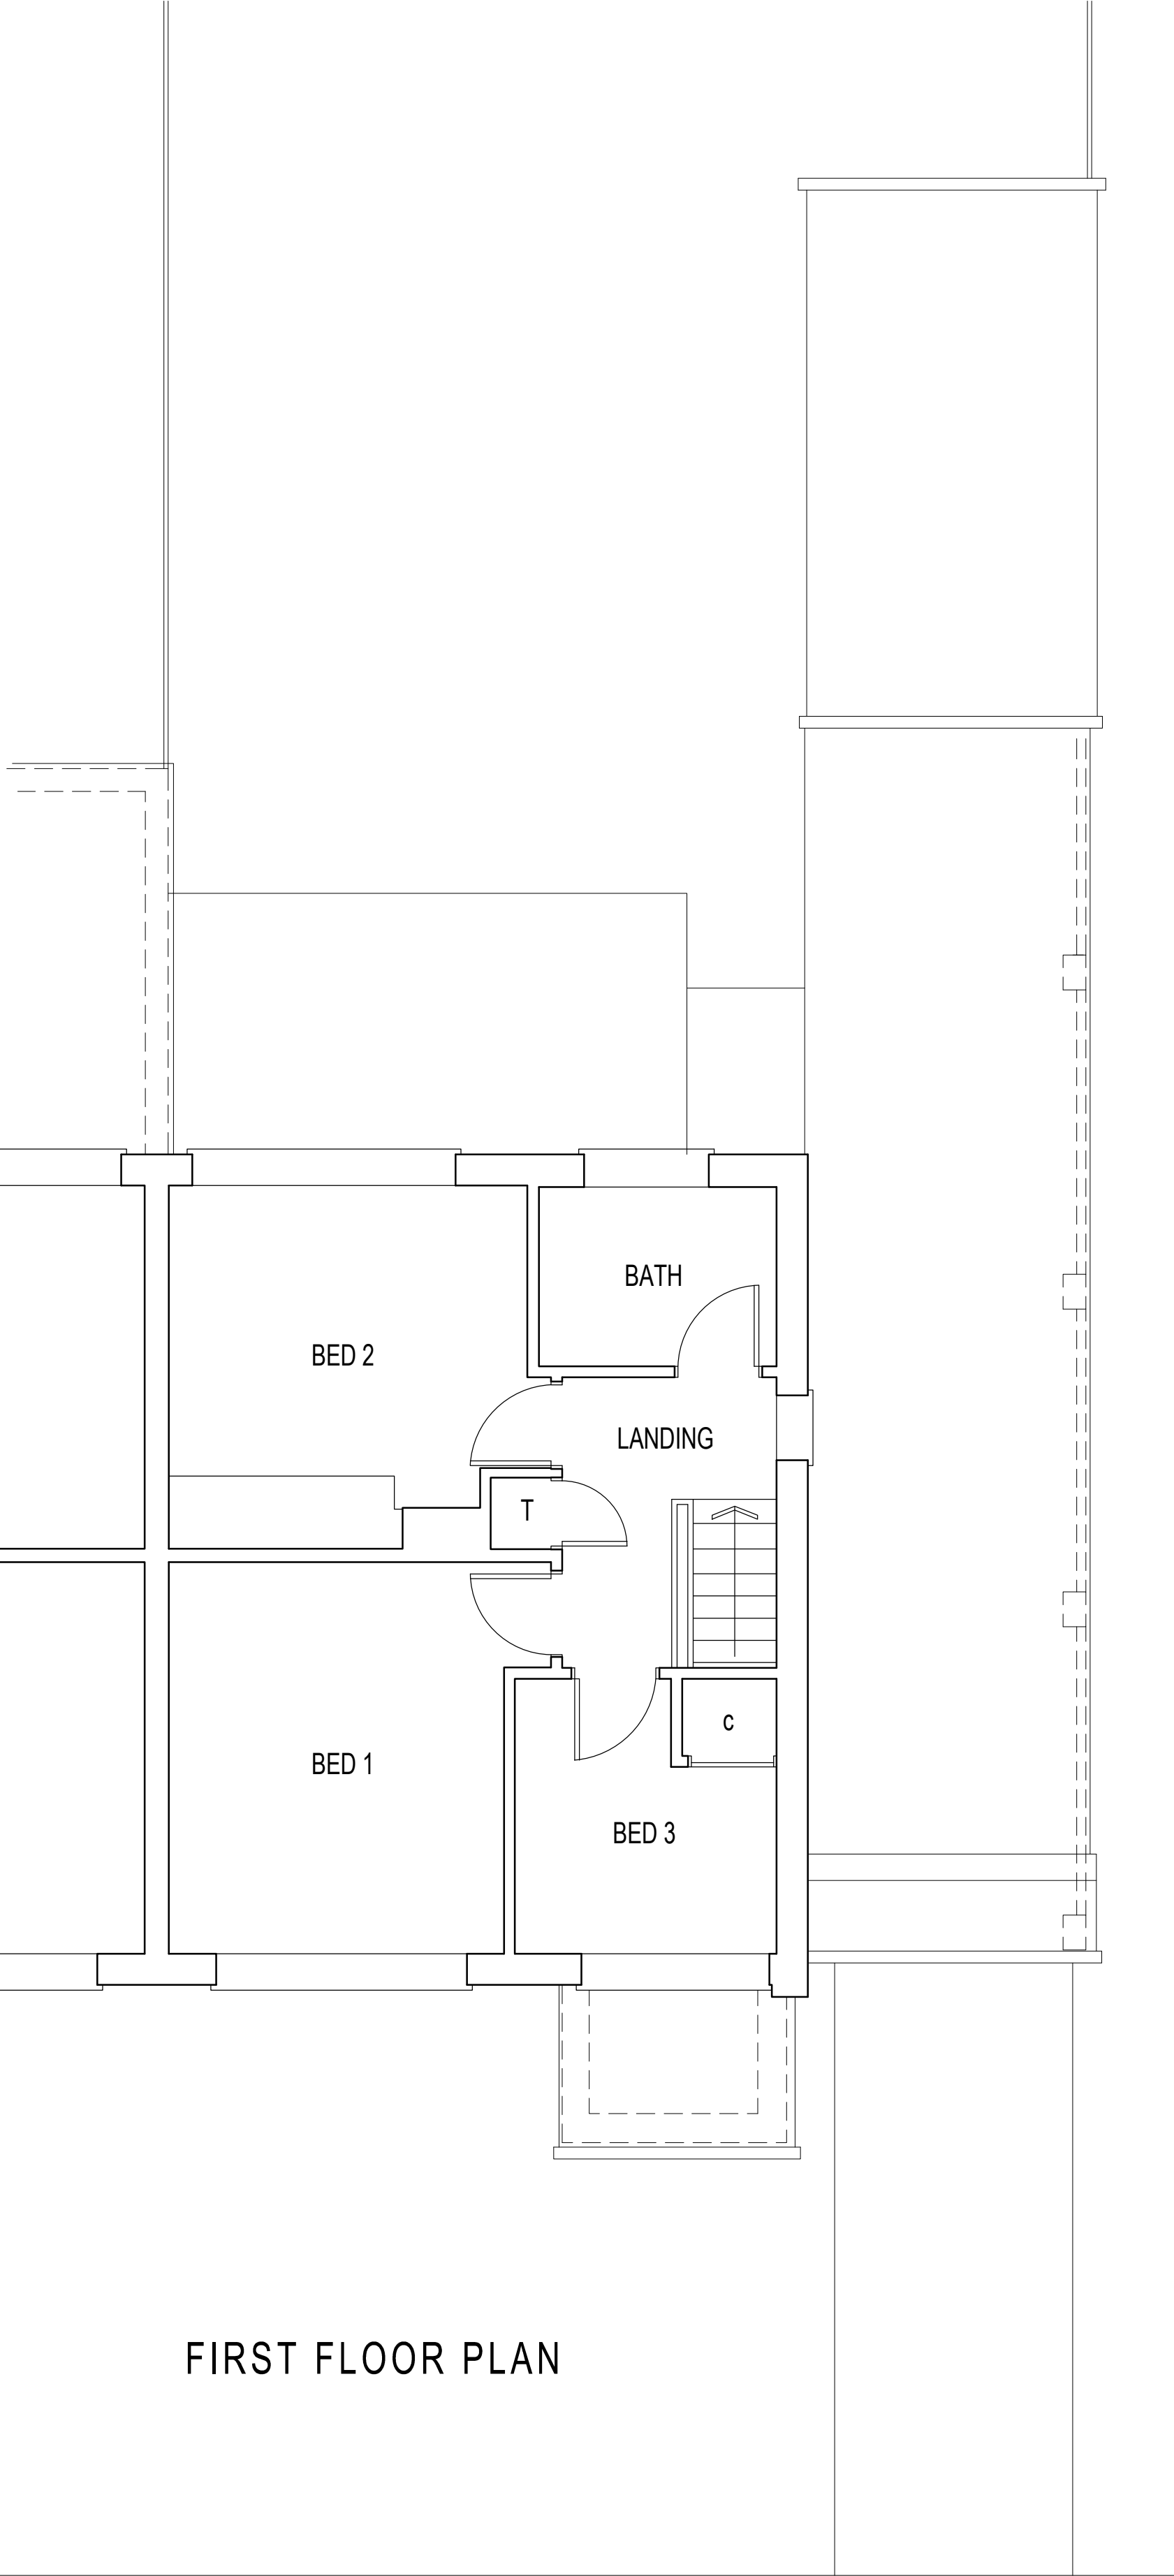 BATH
BED 2
LANDING
T
c
BED 1
BED 3
FIRST FLOOR PLAN